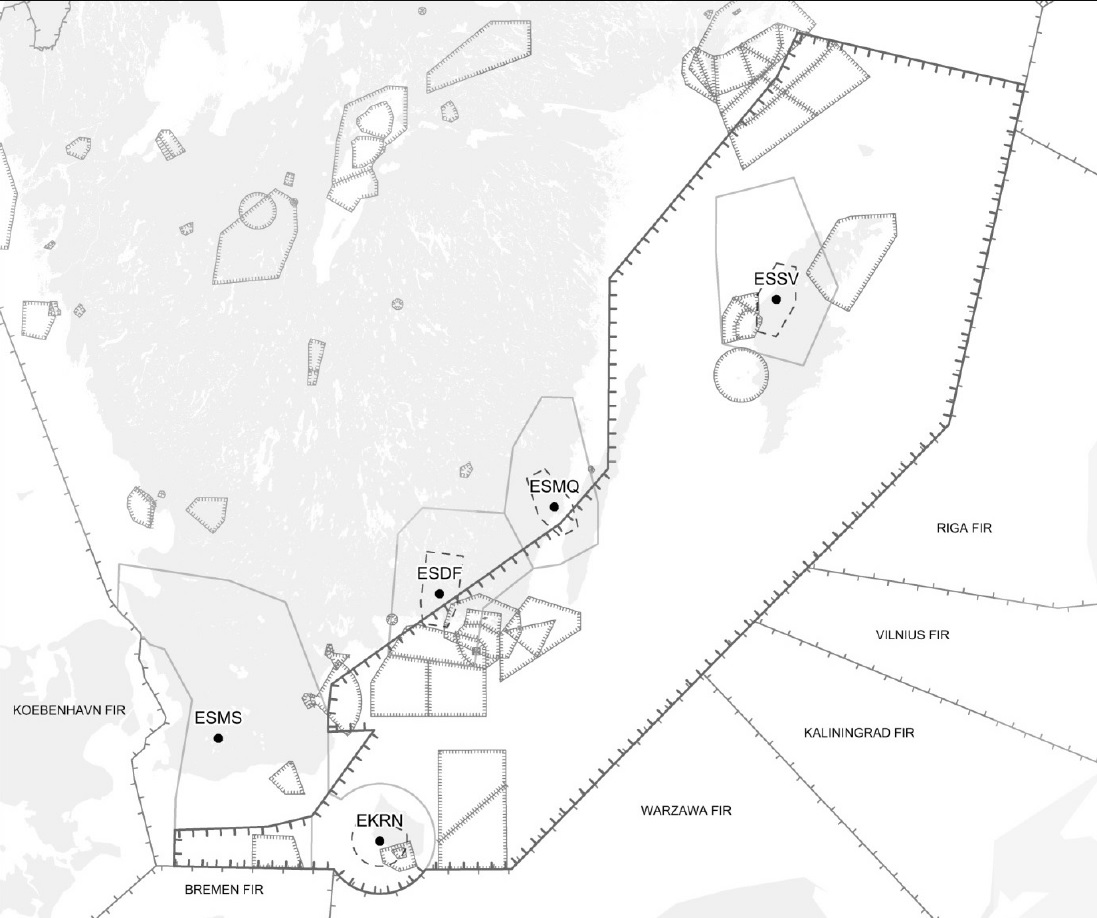 ESSV
ESMQ
RIGA FIR
ESDF
VILNIUS FIR
KOEBENHAVN FIR
ESMS
KALININGRAD FIR
WARZAWA FIR
EKRN
BREMEN FIR